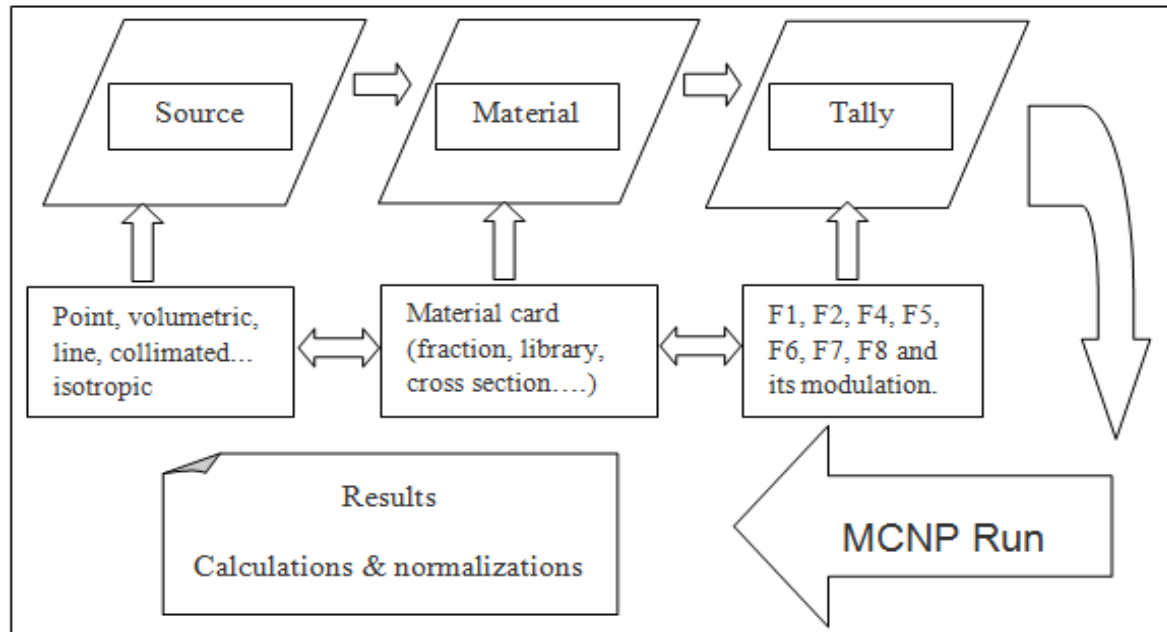 Source
Material
Tally
Point, volumetric,
line, collimated...
isotropic
Material card
(fraction, library,
cross section....)
F1, F2, F4, F5,
F6, F7, F8 and
its modulation.
Results
Calculations & normalizations
MCNP Run